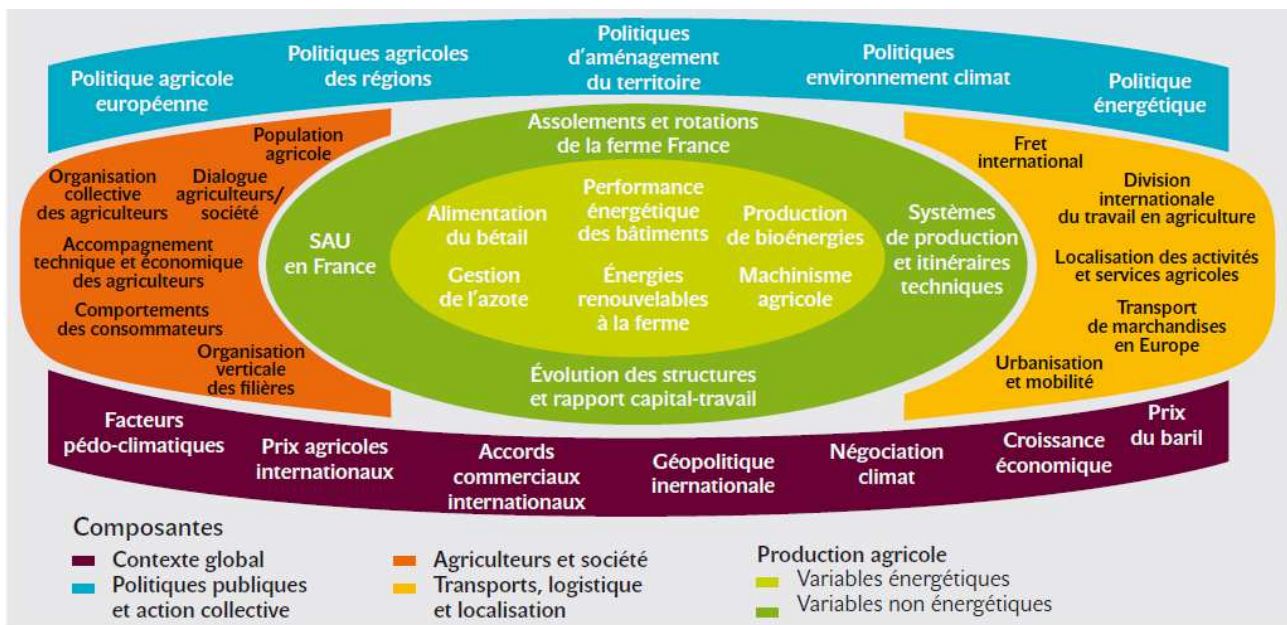 Politique agricole
européenne
Politiques agricoles
des régions
Politiques
d'aménagement
du territoire
Politiques
environnement climat
Politique
énergétique
Population
agricole
Organisation
collective
des agriculteurs
Dialogue
agriculteurs/
société
Accompagnement
technique et économique
des agriculteurs
Comportements
des consommateurs
Organisation
verticale
des filières
Assolements et rotations
de la ferme France
SAU
en France
Alimentation
du bétail
Performance
énergétique
des bâtiments
Production
de bioénergies
Gestion
de l'azote
Énergies
renouvelables
à la ferme
Machinisme
agricole
Systèmes
de production
et itinéraires
techniques
Évolution des structures
et rapport capital-travail
Fret
international
Division
internationale
du travail en agriculture
Localisation des activités
et services agricoles
Transport
de marchandises
en Europe
Urbanisation
et mobilité
Facteurs
pédo-climatiques
Prix agricoles
internationaux
Accords
commerciaux
internationaux
Géopolitique
inernationale
Négociation
climat
Croissance
économique
Prix
du baril
Composantes
Contexte global
Politiques publiques
et action collective
Agriculteurs et société
Transports, logistique
et localisation
Production agricole
Variables énergétiques
Variables non énergétiques